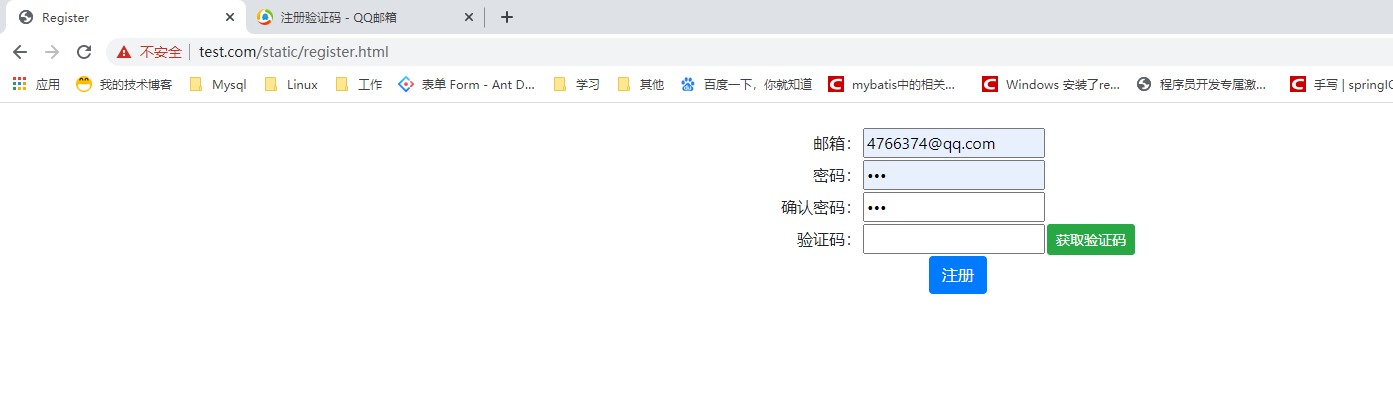 Register
注册验证码 - QQ邮箱
不安全 test.com/static/register.html
应用 我的技术博客 Mysql Linux 工作 表单 Form - Ant D... 学习 其他 百度一下，你就知道 mybatis中的相关... Windows 安装了re... 程序员开发专属激... 手写 | springIO
邮箱： 4766374@qq.com
密码： •••
确认密码： •••
验证码： 获取验证码
注册